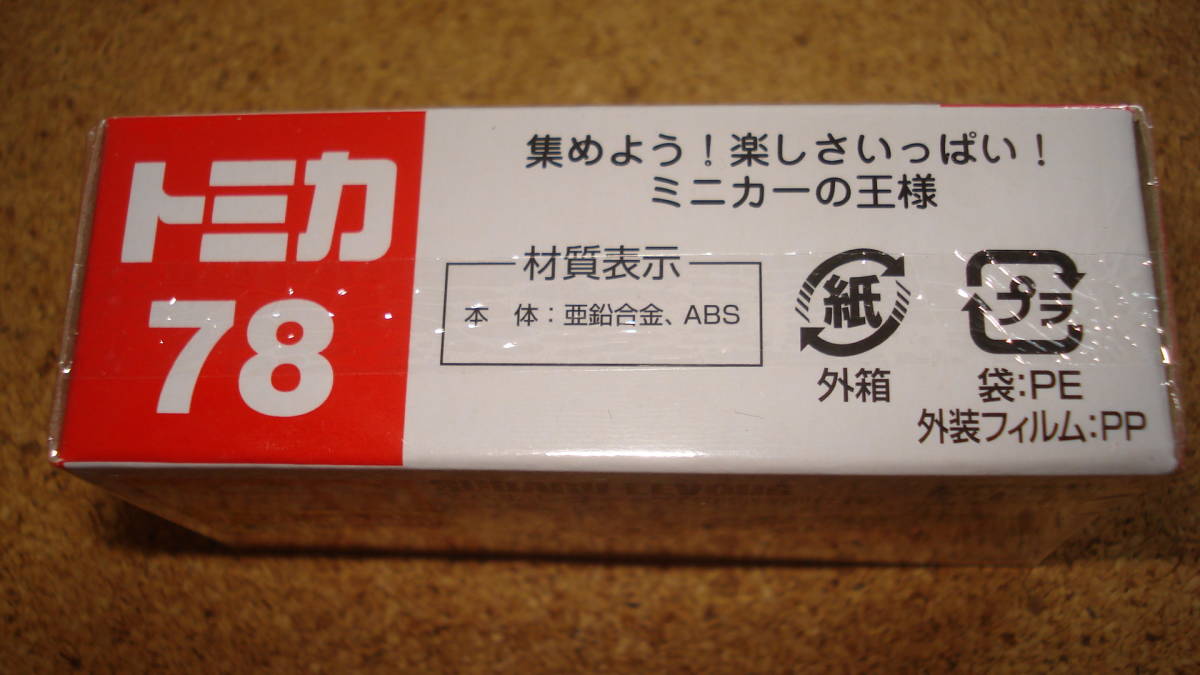 トミカ
78
集めよう！楽しさいっぱい！
ミニカーの王様
材質表示
本　体：亜鉛合金、ABS
紙
外箱
プラ
袋：PE
外装フィルム：PP